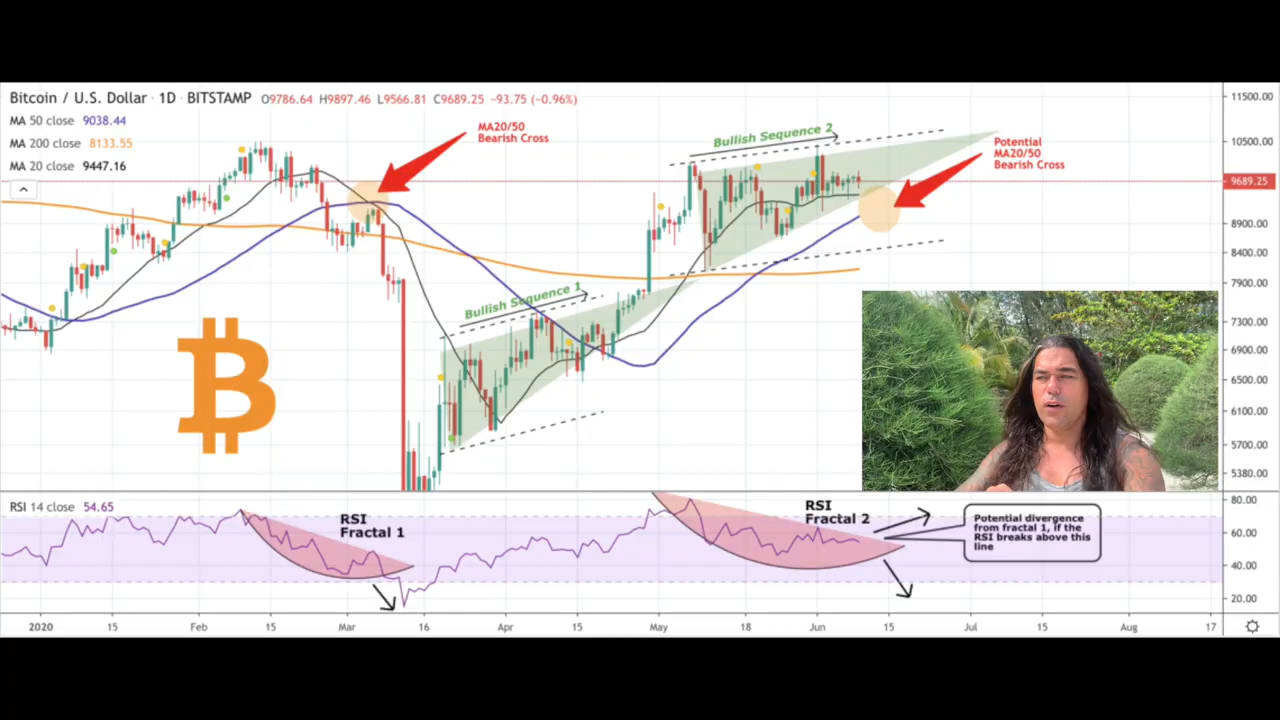 Bitcoin / U.S. Dollar · 1D · BITSTAMP O9786.64 H9897.46 L9566.81 C9689.25 −93.75 (−0.96%)
MA 50 close 9038.44
MA 200 close 8133.55
MA 20 close 9447.16
MA20/50
Bearish Cross
Bullish Sequence 2
Potential
MA20/50
Bearish Cross
Bullish Sequence 1
11500.00
10500.00
9689.25
8900.00
8400.00
7900.00
7300.00
6900.00
6500.00
6100.00
5700.00
5380.00
RSI 14 close 54.65
RSI
Fractal 1
RSI
Fractal 2
Potential divergence
from fractal 1, if the
RSI breaks above this
line
80.00
60.00
40.00
20.00
2020 15 Feb 15 Mar 16 Apr 15 May 18 Jun 15 Jul 15 Aug 17